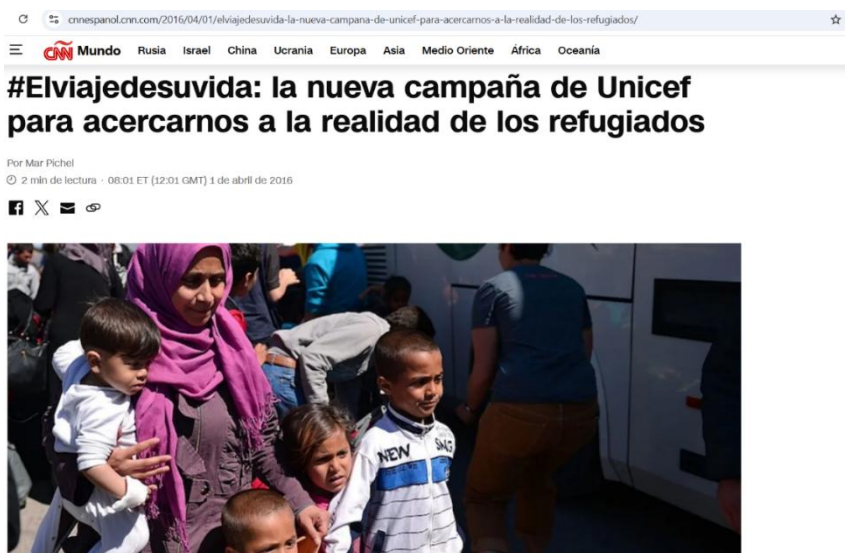 cnnespanol.cnn.com/2016/04/01/elviajedesuvida-la-nueva-campana-de-unicef-para-acercarnos-a-la-realidad-de-los-refugiados/
CNN Mundo Rusia Israel China Ucrania Europa Asia Medio Oriente África Oceanía
#Elviajedesuvida: la nueva campaña de Unicef
para acercarnos a la realidad de los refugiados
Por Mar Pichel
2 min de lectura · 08:01 ET (12:01 GMT) 1 de abril de 2016
NEW